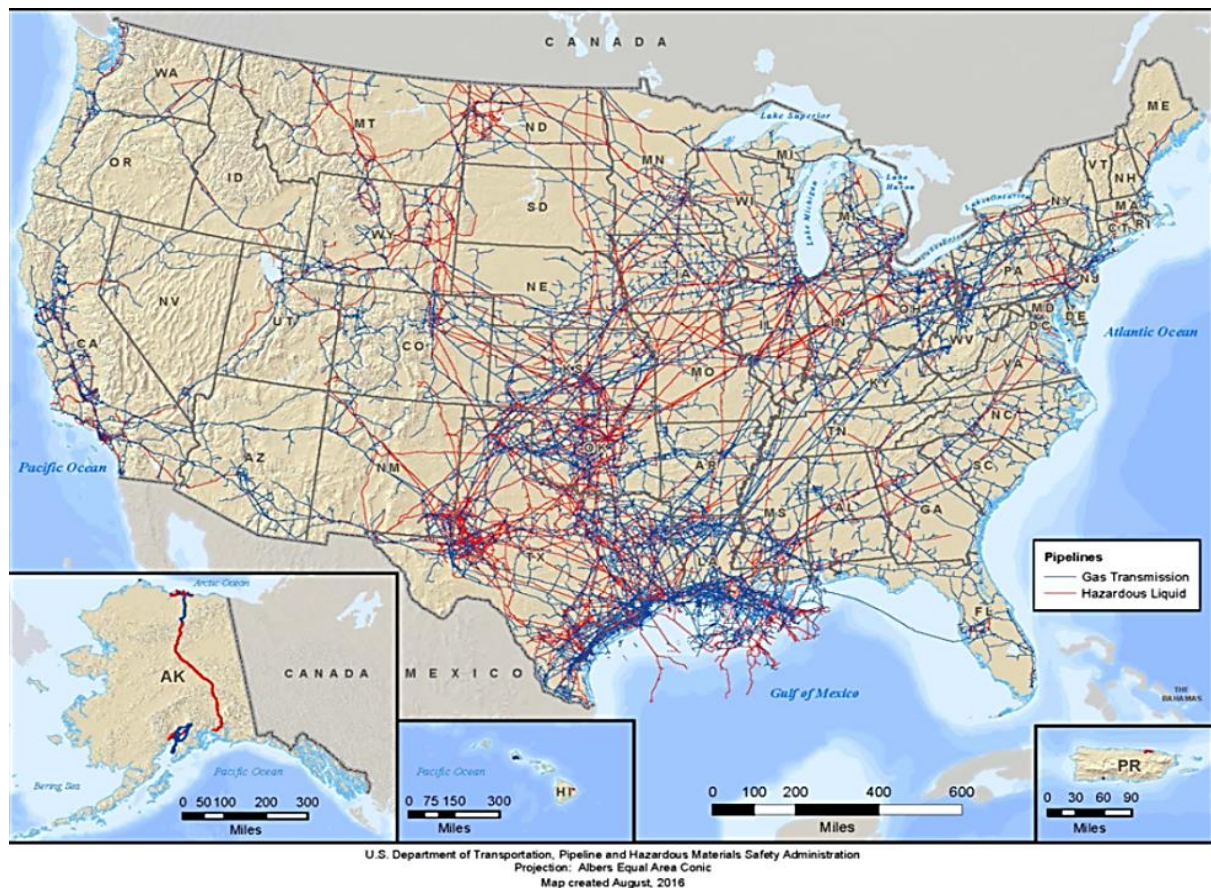 CANADA
WA
MT
ND
MN
Lake Superior
ME
OR
ID
SD
WI
MI
Lake Michigan
Lake Huron
MI
VT
NH
Lake Ontario
NY
MA
CT RI
WY
IA
NE
PA
NJ
NV
UT
IL
IN
OH
MD
DE
DC
CA
CO
KS
MO
WV
VA
Atlantic Ocean
KY
NC
TN
Pacific Ocean
AZ
NM
OK
AR
SC
MS
AL
GA
TX
LA
Pipelines
Gas Transmission
Hazardous Liquid
FL
Arctic Ocean
AK
CANADA
MEXICO
Gulf of Mexico
THE
BAHAMAS
Pacific Ocean
Bering Sea
0 50 100 200 300
Miles
Pacific Ocean
HI
0 75 150 300
Miles
0 200 400 600
Miles
PR
0 30 60 90
Miles
U.S. Department of Transportation, Pipeline and Hazardous Materials Safety Administration
Projection: Albers Equal Area Conic
Map created August, 2016